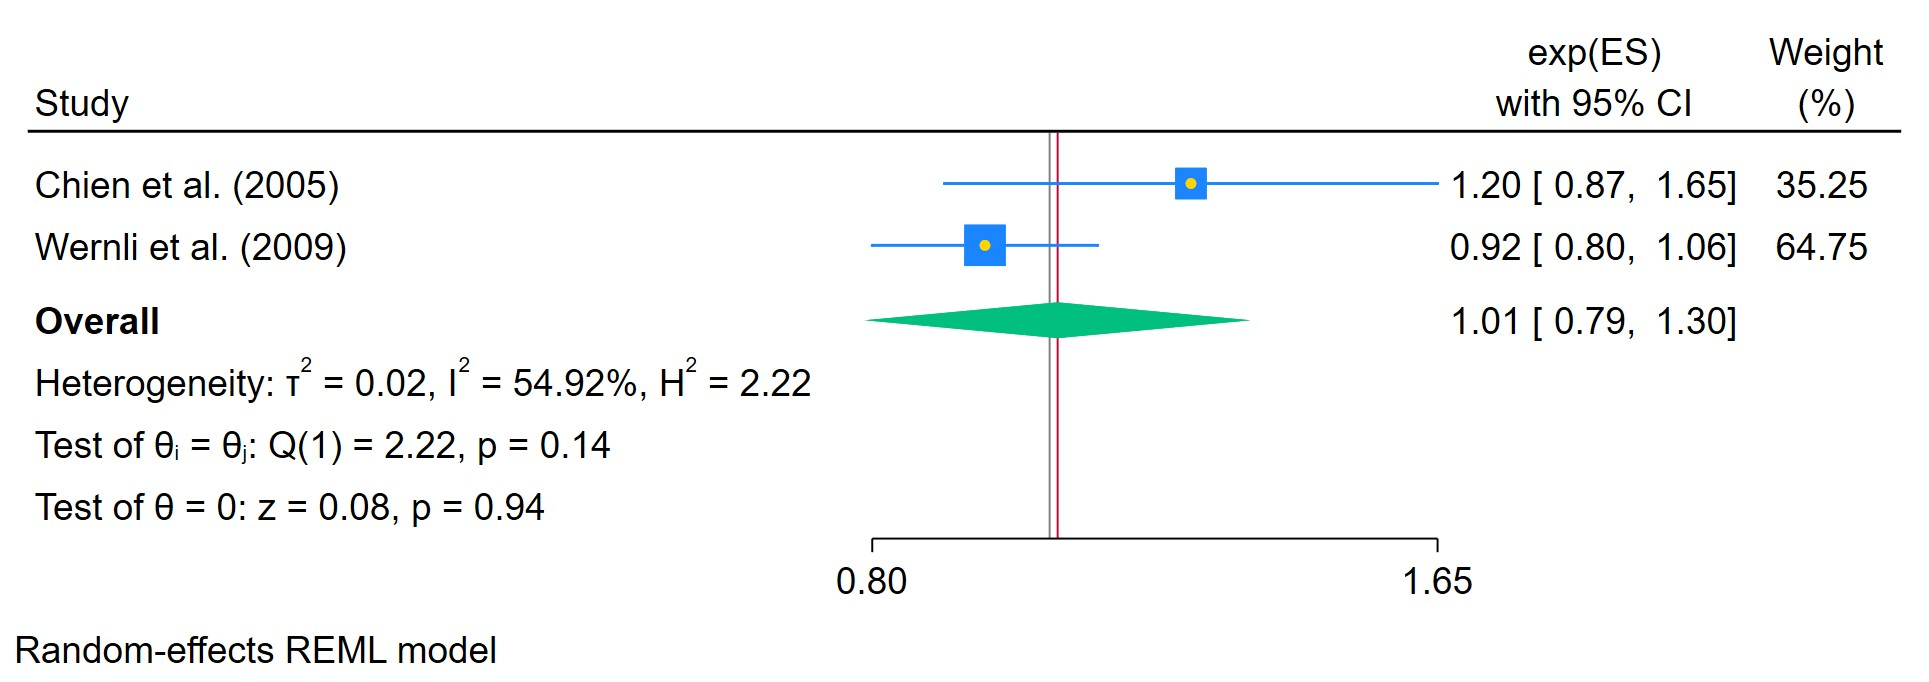 exp(ES) Weight
Study with 95% CI (%)
Chien et al. (2005) 1.20 [ 0.87, 1.65] 35.25
Wernli et al. (2009) 0.92 [ 0.80, 1.06] 64.75
Overall 1.01 [ 0.79, 1.30]
Heterogeneity: τ² = 0.02, I² = 54.92%, H² = 2.22
Test of θᵢ = θⱼ: Q(1) = 2.22, p = 0.14
Test of θ = 0: z = 0.08, p = 0.94
0.80 1.65
Random-effects REML model